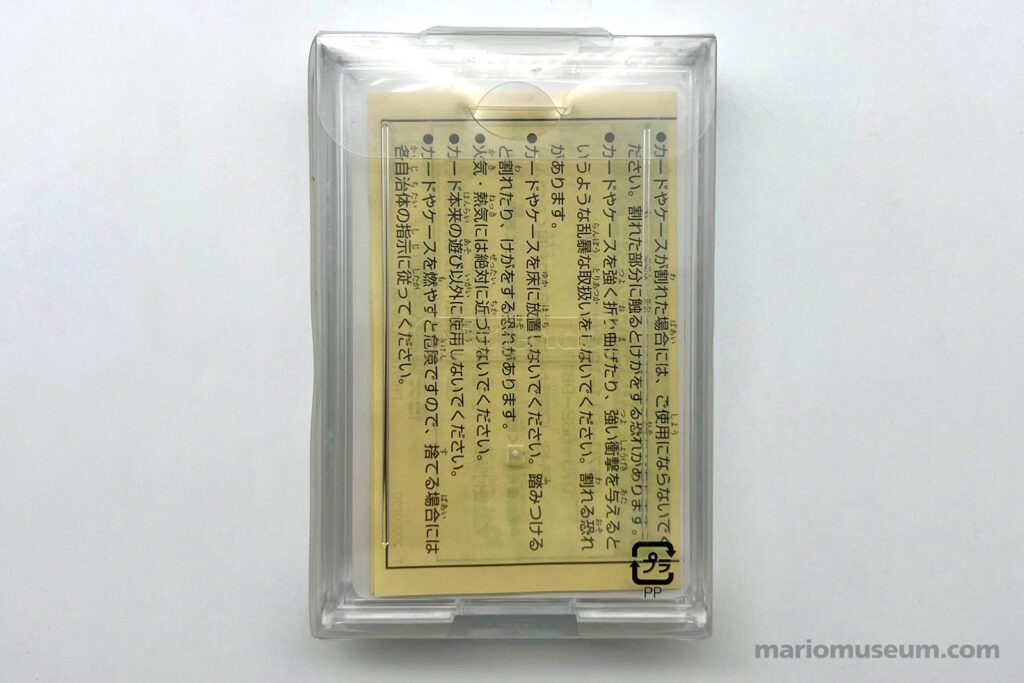 ●カードやケースが割れた場合には、ご使用にならないでく
ださい。割れた部分に触るとけがをする恐れがあります。
●カードやケースを強く折り曲げたり、強い衝撃を与えると
いうような乱暴な取扱いをしないでください。割れる恐れ
があります。
●カードやケースを床に放置しないでください。踏みつける
と割れたり、けがをする恐れがあります。
●火気・熱気には絶対に近づけないでください。
●カード本来の遊び以外に使用しないでください。
●カードやケースを燃やすと危険ですので、捨てる場合には
各自治体の指示に従ってください。
プラ
PP
mariomuseum.com